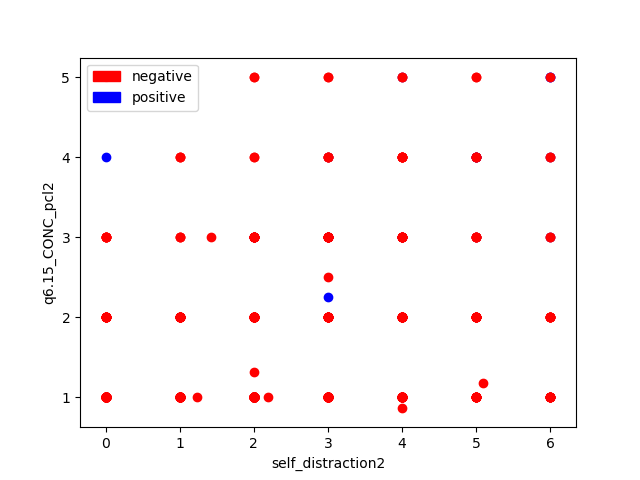 negative
positive
5
4
3
2
1
q6.15_CONC_pcl2
0 1 2 3 4 5 6
self_distraction2